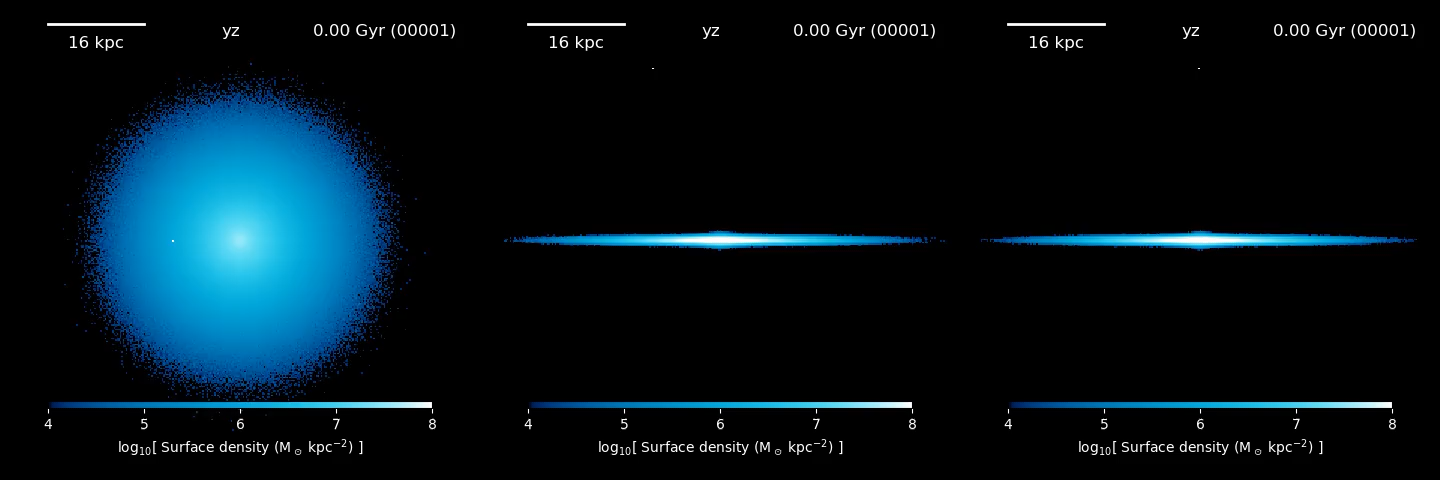 yz 0.00 Gyr (00001)
16 kpc
4 5 6 7 8
log₁₀[ Surface density (M⊙ kpc⁻²) ]
yz 0.00 Gyr (00001)
16 kpc
4 5 6 7 8
log₁₀[ Surface density (M⊙ kpc⁻²) ]
yz 0.00 Gyr (00001)
16 kpc
4 5 6 7 8
log₁₀[ Surface density (M⊙ kpc⁻²) ]